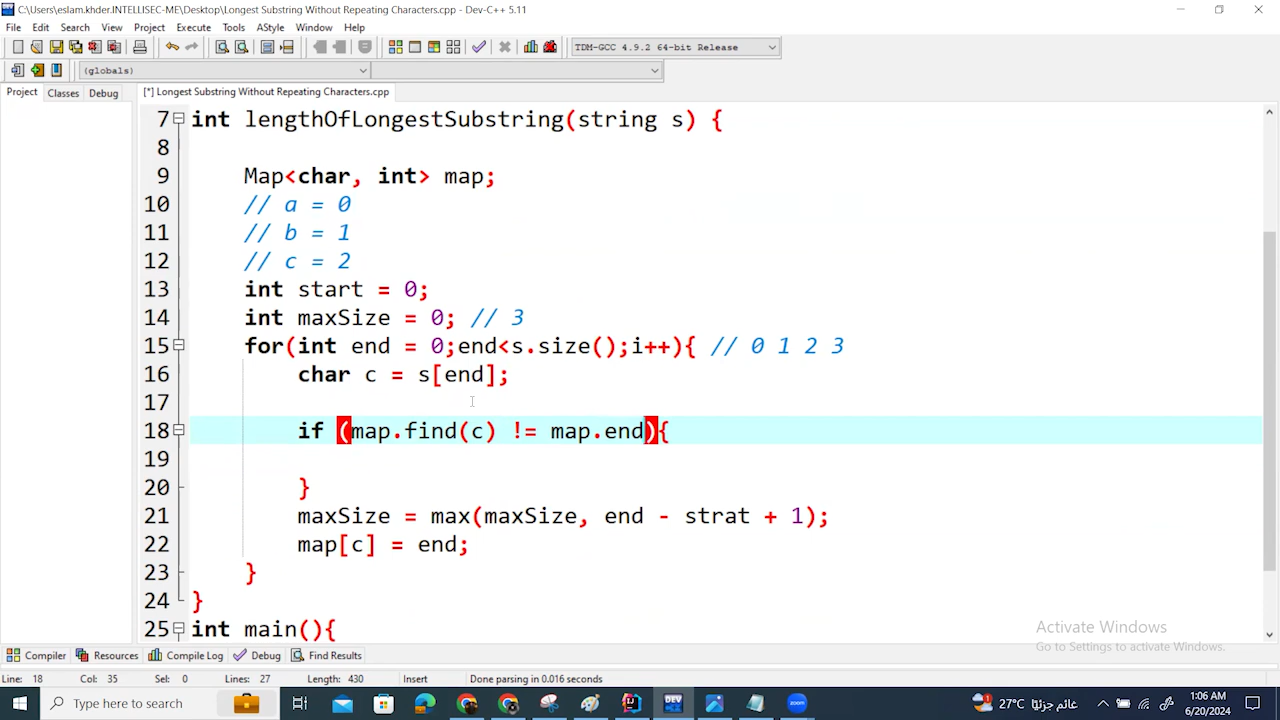 C:\Users\eslam.khder.INTELLISEC-ME\Desktop\Longest Substring Without Repeating Characters.cpp - Dev-C++ 5.11
File Edit Search View Project Execute Tools AStyle Window Help
TDM-GCC 4.9.2 64-bit Release
(globals)
Project Classes Debug
[*] Longest Substring Without Repeating Characters.cpp
7 int lengthOfLongestSubstring(string s) {
8
9 Map<char, int> map;
10 // a = 0
11 // b = 1
12 // c = 2
13 int start = 0;
14 int maxSize = 0; // 3
15 for(int end = 0;end<s.size();i++){ // 0 1 2 3
16 char c = s[end];
17
18 if (map.find(c) != map.end){
19
20 }
21 maxSize = max(maxSize, end - strat + 1);
22 map[c] = end;
23 }
24 }
25 int main(){
Activate Windows
Go to Settings to activate Windows.
Compiler Resources Compile Log Debug Find Results
Line: 18 Col: 35 Sel: 0 Lines: 27 Length: 430 Insert Done parsing in 0.016 seconds
Type here to search
27°C غائم جزئيًا
1:06 AM
6/20/2024